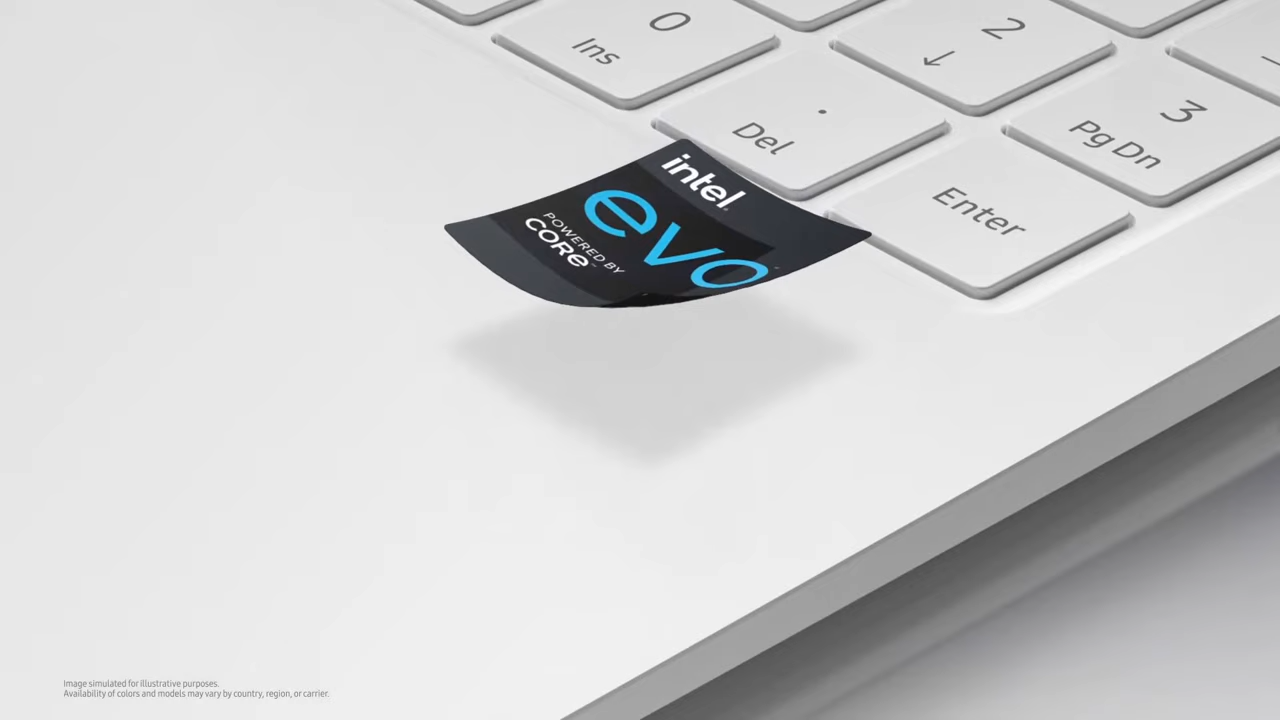 0
Ins
2
↓
.
Del
3
Pg Dn
Enter
intel.
evo
POWERED BY
CORE™
Image simulated for illustrative purposes.
Availability of colors and models may vary by country, region, or carrier.